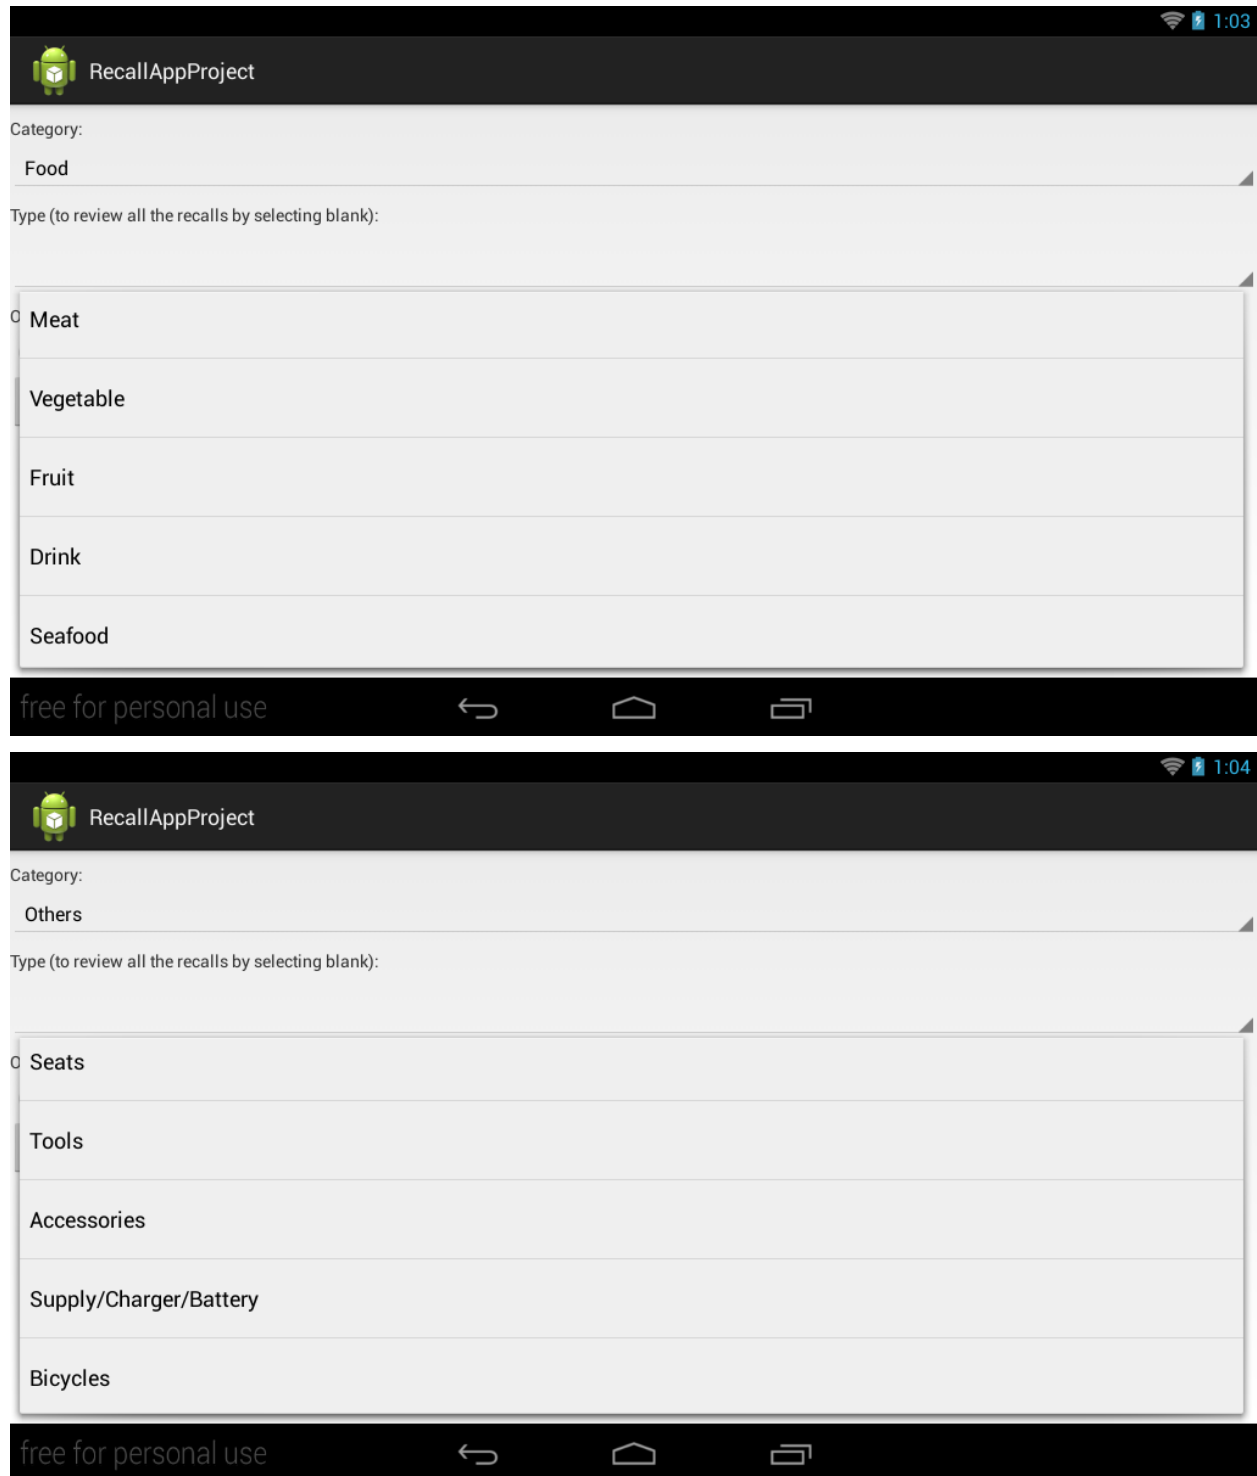 1:03
RecallAppProject
Category:
Food
Type (to review all the recalls by selecting blank):
O
Meat
Vegetable
Fruit
Drink
Seafood
free for personal use
1:04
RecallAppProject
Category:
Others
Type (to review all the recalls by selecting blank):
O
Seats
Tools
Accessories
Supply/Charger/Battery
Bicycles
free for personal use